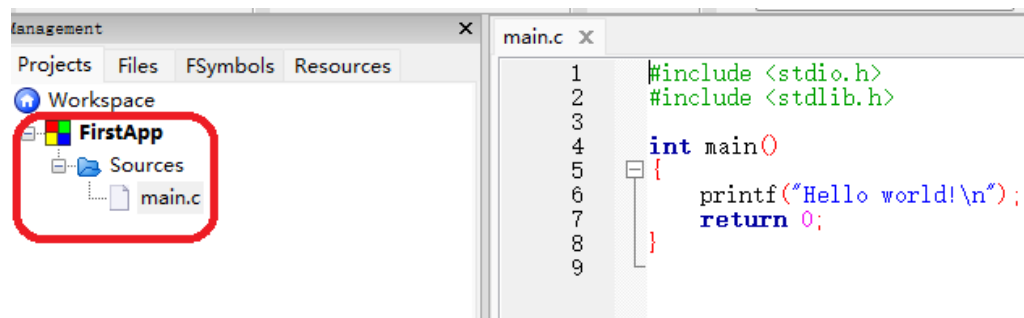 Management
main.c
Projects Files FSymbols Resources
Workspace
FirstApp
Sources
main.c
1 #include <stdio.h>
2 #include <stdlib.h>
3
4 int main()
5 {
6 printf("Hello world!\n");
7 return 0;
8 }
9